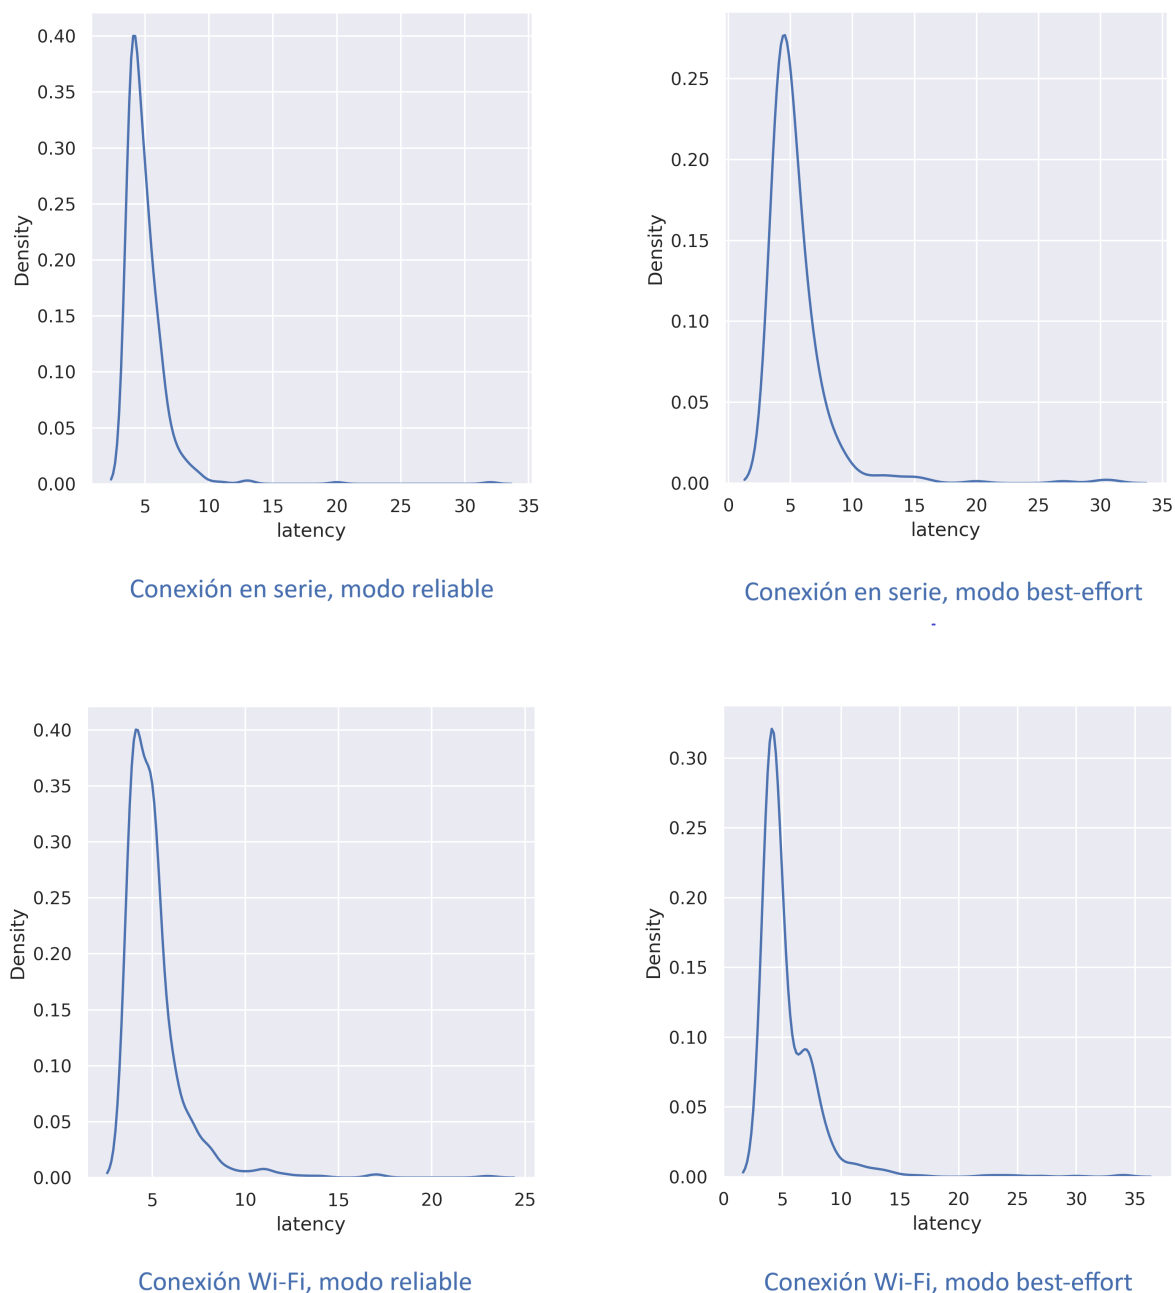 0.40
0.35
0.30
0.25
0.20
0.15
0.10
0.05
0.00
Density
5 10 15 20 25 30 35
latency
Conexión en serie, modo reliable
0.25
0.20
0.15
0.10
0.05
0.00
Density
0 5 10 15 20 25 30 35
latency
Conexión en serie, modo best-effort
-
0.40
0.35
0.30
0.25
0.20
0.15
0.10
0.05
0.00
Density
5 10 15 20 25
latency
Conexión Wi-Fi, modo reliable
0.30
0.25
0.20
0.15
0.10
0.05
0.00
Density
0 5 10 15 20 25 30 35
latency
Conexión Wi-Fi, modo best-effort